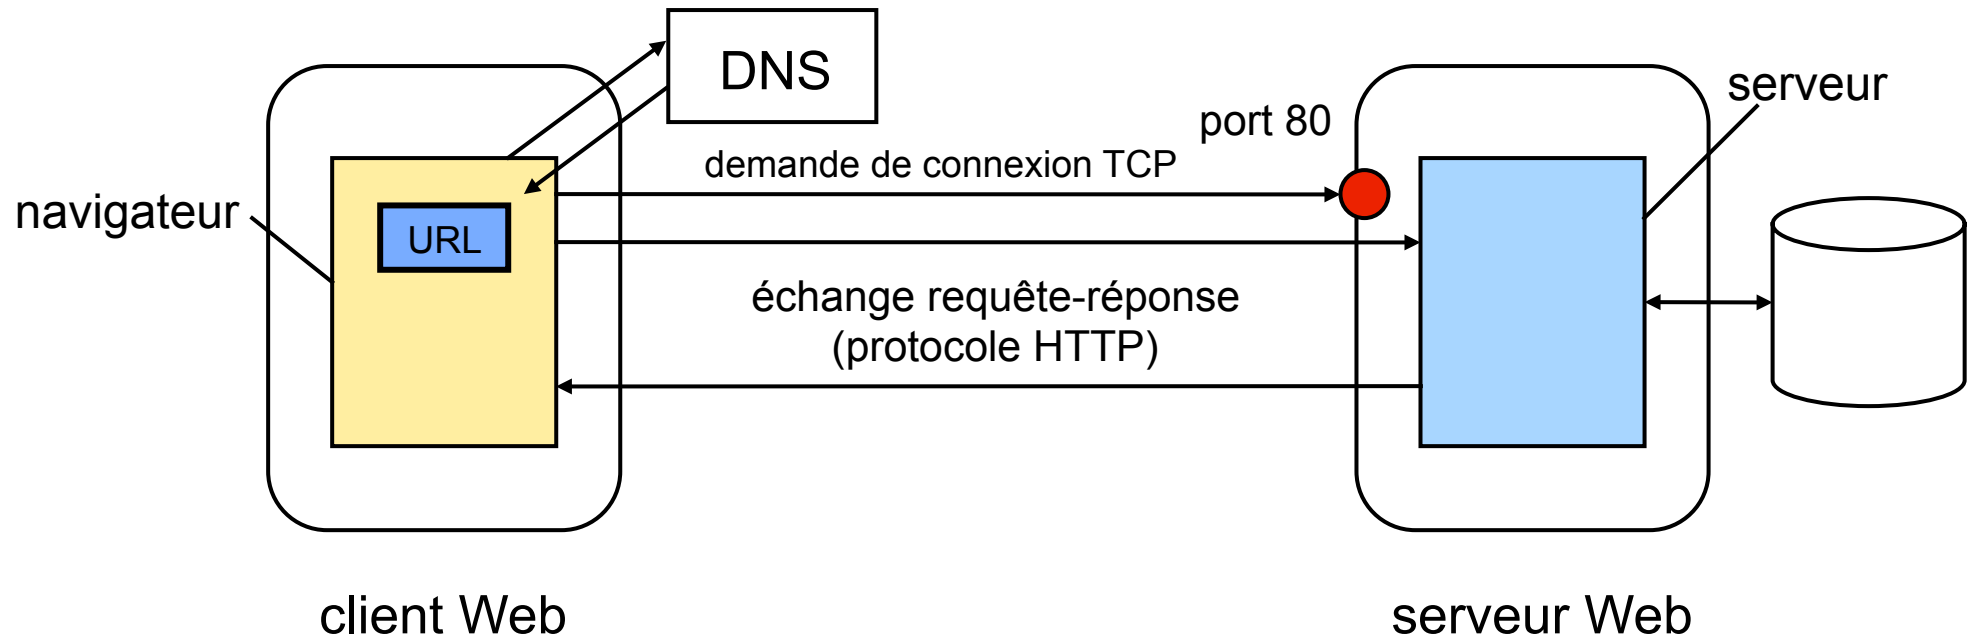 DNS
serveur
port 80
demande de connexion TCP
navigateur
URL
échange requête-réponse
(protocole HTTP)
client Web
serveur Web